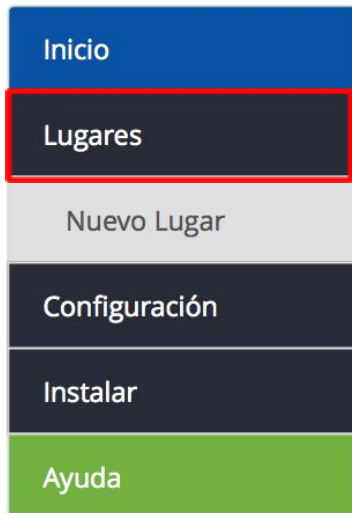 Inicio
Lugares
Nuevo Lugar
Configuración
Instalar
Ayuda